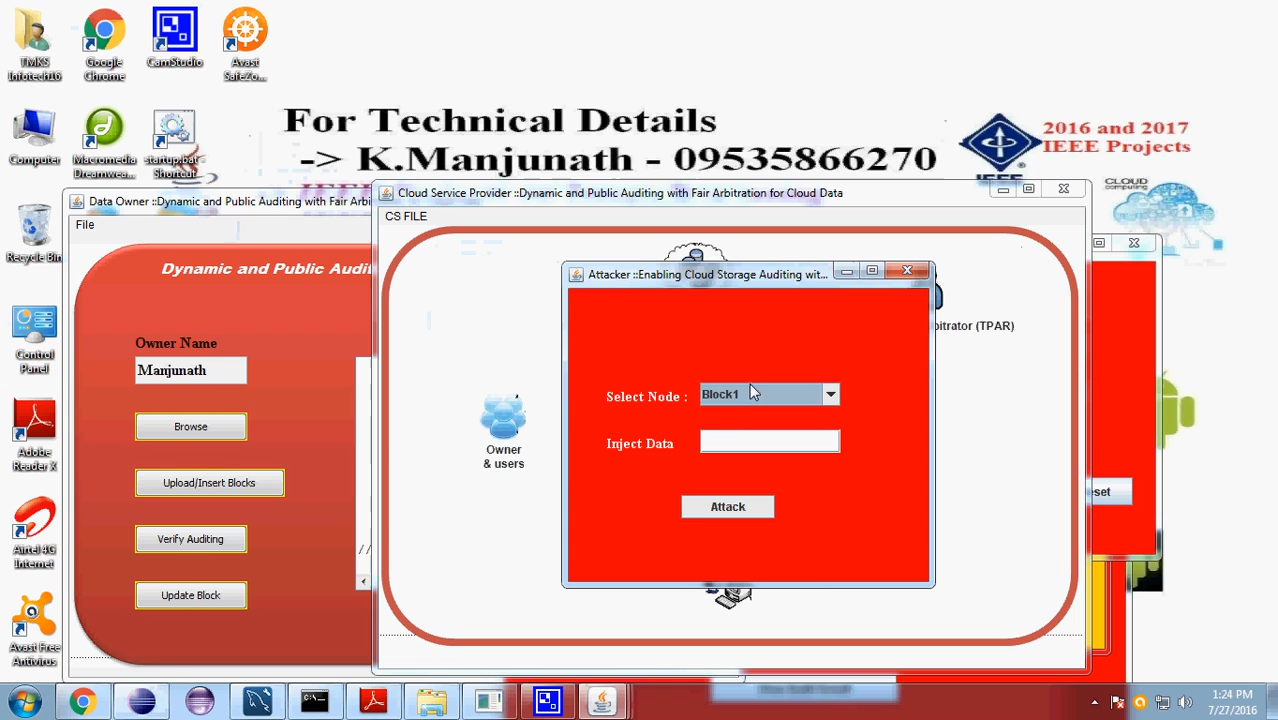 TMKS
Infotech16
Google
Chrome
CamStudio
Avast
SafeZo...
Computer
Macromedia
Dreamwea...
startup.bat -
Shortcut
Recycle Bin
Control
Panel
Adobe
Reader X
Airtel 4G
Internet
Avast Free
Antivirus
For Technical Details
-> K.Manjunath - 09535866270
2016 and 2017
IEEE Projects
CLOUD
Data Owner ::Dynamic and Public Auditing with Fair Arbi
File
Dynamic and Public Audi
Owner Name
Manjunath
Browse
Upload/Insert Blocks
Verify Auditing
Update Block
//
Cloud Service Provider ::Dynamic and Public Auditing with Fair Arbitration for Cloud Data
CS FILE
Owner
& users
bitrator (TPAR)
Attacker ::Enabling Cloud Storage Auditing wit...
Select Node :
Block1
Inject Data
Attack
eset
1:24 PM
7/27/2016